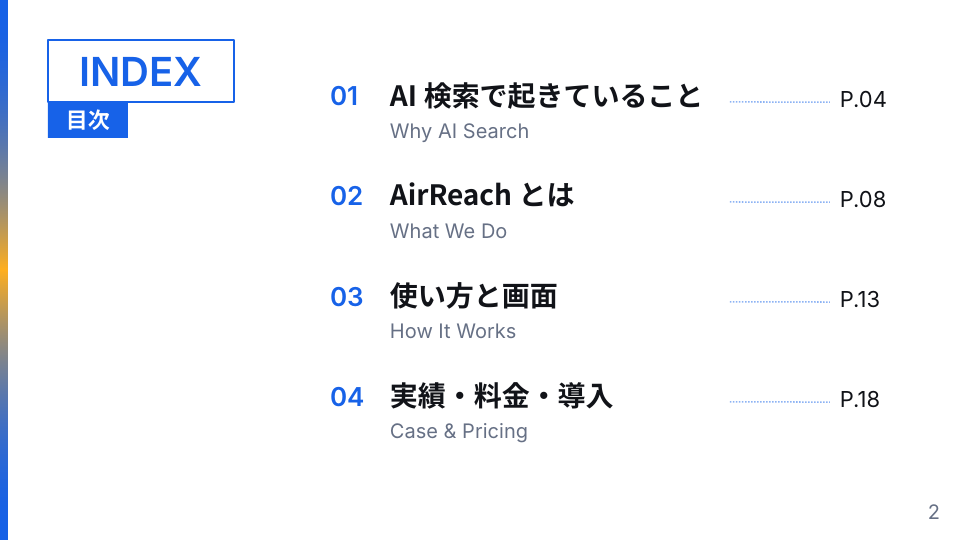 INDEX
目次
01 AI 検索で起きていること P.04
Why AI Search
02 AirReach とは P.08
What We Do
03 使い方と画面 P.13
How It Works
04 実績・料金・導入 P.18
Case & Pricing
2